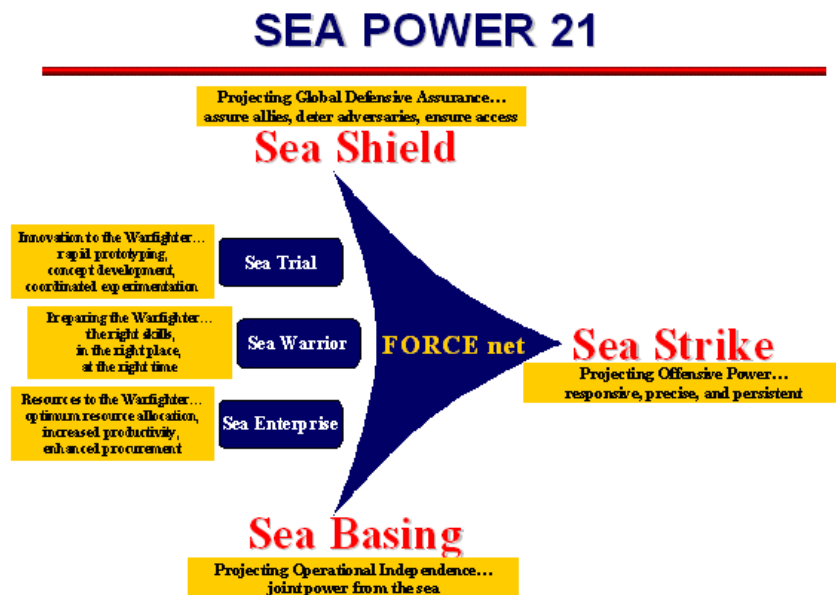 SEA POWER 21
Projecting Global Defensive Assurance…
assure allies, deter adversaries, ensure access
Sea Shield
Innovation to the Warfighter…
rapid prototyping,
concept development,
coordinated experimentation
Sea Trial
Preparing the Warfighter…
the right skills,
in the right place,
at the right time
Sea Warrior
FORCE net
Sea Strike
Projecting Offensive Power…
responsive, precise, and persistent
Resources to the Warfighter…
optimum resource allocation,
increased productivity,
enhanced procurement
Sea Enterprise
Sea Basing
Projecting Operational Independence…
joint power from the sea